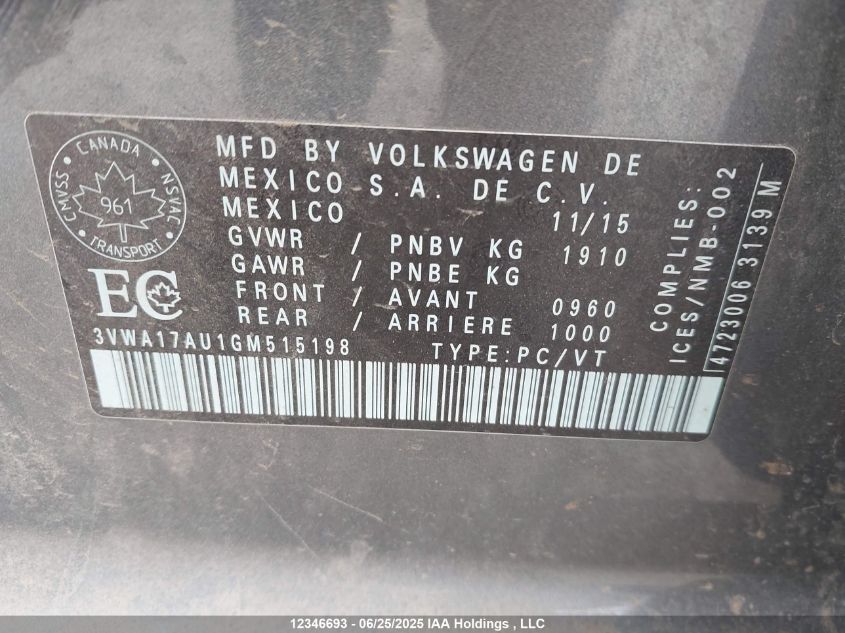 CANADA
CMVSS NSVAC
961
TRANSPORT
EC
MFD BY VOLKSWAGEN DE
MEXICO S.A. DE C.V.
MEXICO 11/15
GVWR / PNBV KG 1910
GAWR / PNBE KG
FRONT / AVANT 0960
REAR / ARRIERE 1000
3VWA17AU1GM515198 TYPE:PC/VT
COMPLIES:
ICES/NMB-002
4723006 3139M
12346693 - 06/25/2025 IAA Holdings , LLC